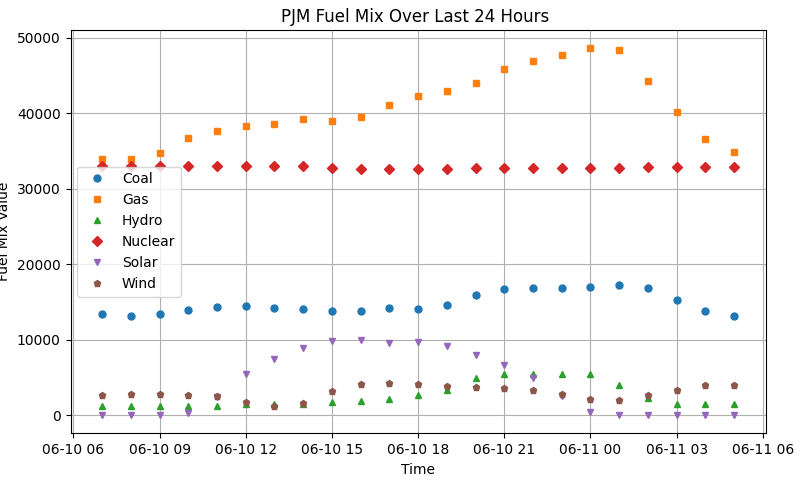 PJM Fuel Mix Over Last 24 Hours
50000
40000
30000
20000
10000
0
Fuel Mix Value
Coal
Gas
Hydro
Nuclear
Solar
Wind
06-10 06 06-10 09 06-10 12 06-10 15 06-10 18 06-10 21 06-11 00 06-11 03 06-11 06
Time